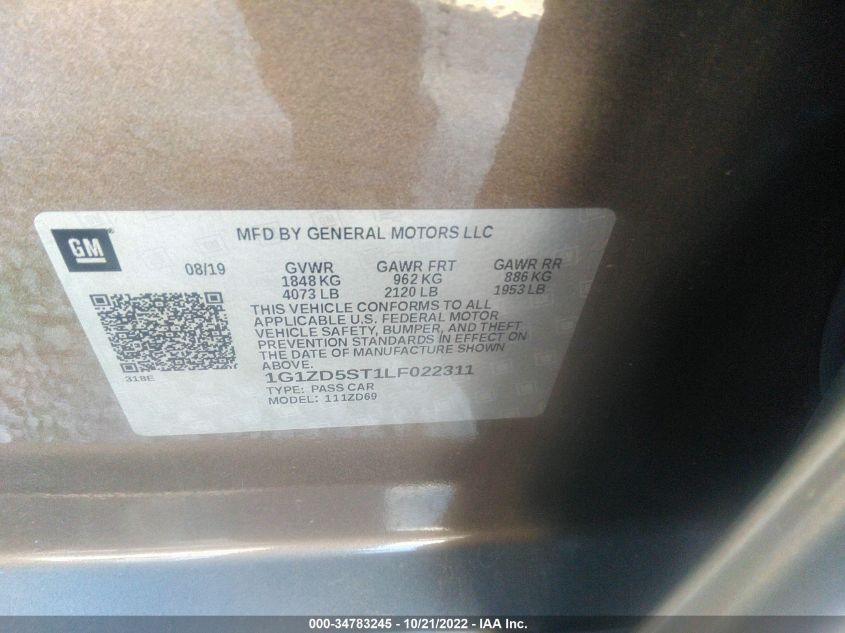 GM
MFD BY GENERAL MOTORS LLC
08/19 GVWR GAWR FRT GAWR RR
1848 KG 962 KG 886 KG
4073 LB 2120 LB 1953 LB
THIS VEHICLE CONFORMS TO ALL
APPLICABLE U.S. FEDERAL MOTOR
VEHICLE SAFETY, BUMPER, AND THEFT
PREVENTION STANDARDS IN EFFECT ON
THE DATE OF MANUFACTURE SHOWN
ABOVE.
318E
1G1ZD5ST1LF022311
TYPE: PASS CAR
MODEL: 111ZD69
000-34783245 - 10/21/2022 - IAA Inc.